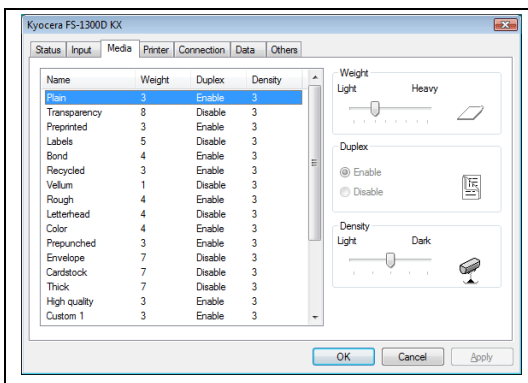 Kyocera FS-1300D KX
Status Input Media Printer Connection Data Others
Name Weight Duplex Density
Plain 3 Enable 3
Transparency 8 Disable 3
Preprinted 3 Enable 3
Labels 5 Disable 3
Bond 4 Enable 3
Recycled 3 Enable 3
Vellum 1 Disable 3
Rough 4 Enable 3
Letterhead 4 Disable 3
Color 4 Enable 3
Prepunched 3 Enable 3
Envelope 7 Disable 3
Cardstock 7 Disable 3
Thick 7 Disable 3
High quality 3 Enable 3
Custom 1 3 Enable 3
Weight
Light Heavy
Duplex
Enable
Disable
Density
Light Dark
OK Cancel Apply